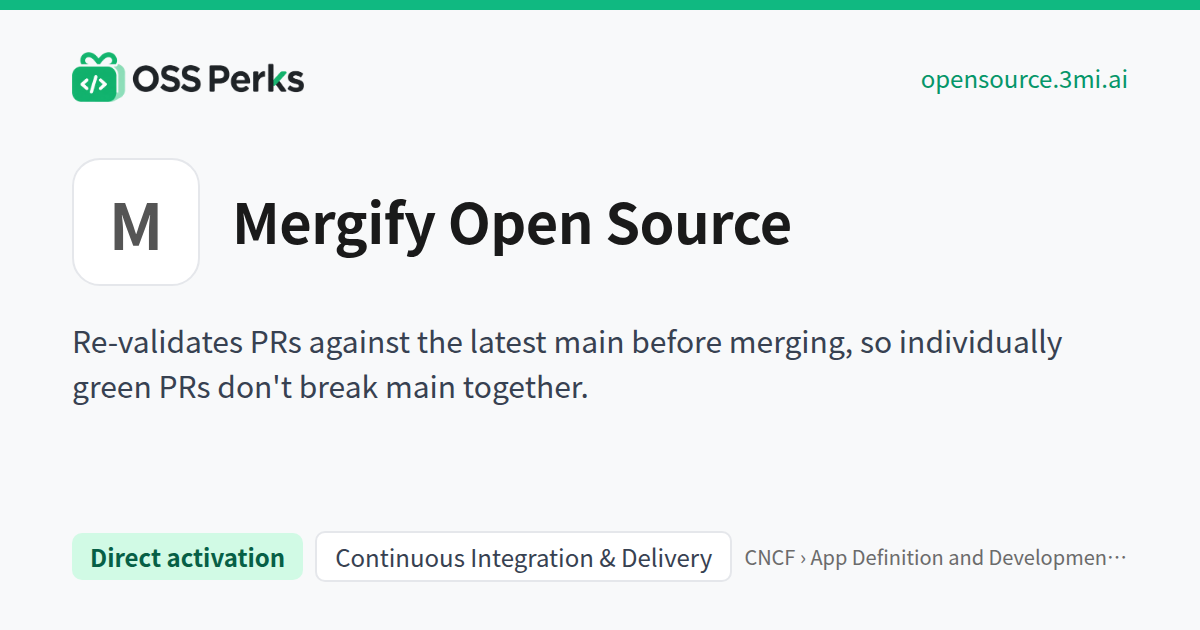 </> OSS Perks
opensource.3mi.ai
M
Mergify Open Source
Re-validates PRs against the latest main before merging, so individually
green PRs don't break main together.
Direct activation
Continuous Integration & Delivery
CNCF › App Definition and Developmen…